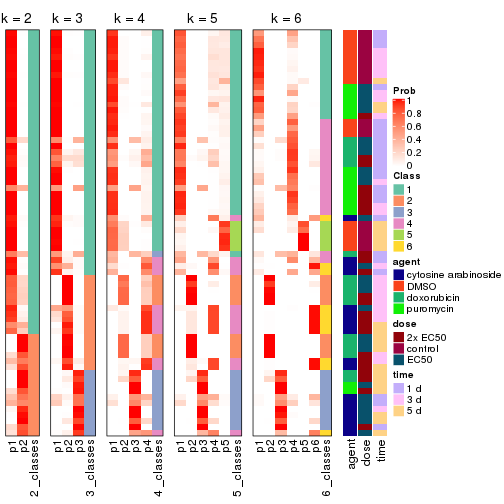 k = 2
k = 3
k = 4
k = 5
k = 6
p1
p2
2_classes
p1
p2
p3
3_classes
p1
p2
p3
p4
4_classes
p1
p2
p3
p4
p5
5_classes
p1
p2
p3
p4
p5
p6
6_classes
agent
dose
time
Prob
1
0.8
0.6
0.4
0.2
0
Class
1
2
3
4
5
6
agent
cytosine arabinoside
DMSO
doxorubicin
puromycin
dose
2x EC50
control
EC50
time
1 d
3 d
5 d